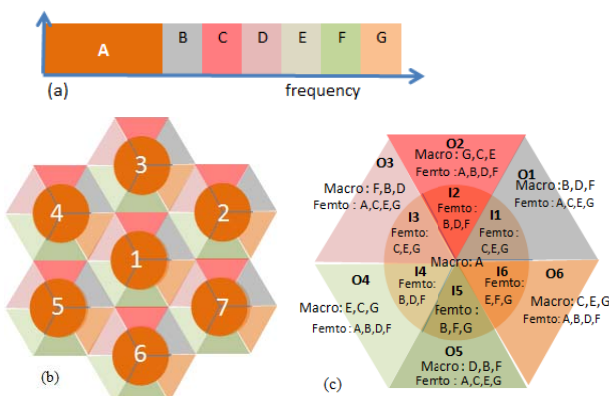 A B C D E F G
(a) frequency
(b)
3
4 2
1
5 7
6
O2
Macro: G,C,E
Femto: A,B,D,F
O3
Macro: F,B,D
Femto: A,C,E,G
O1
Macro: B,D,F
Femto: A,C,E,G
I2
Femto:
B,D,F
I3
Femto:
C,E,G
I1
Femto:
C,E,G
Macro: A
O4
Macro: E,C,G
Femto: A,B,D,F
I4
Femto:
B,D,F
I5
Femto:
B,F,G
I6
Femto:
E,F,G
O6
Macro: C,E,G
Femto: A,B,D,F
O5
Macro: D,B,F
Femto: A,C,E,G
(c)